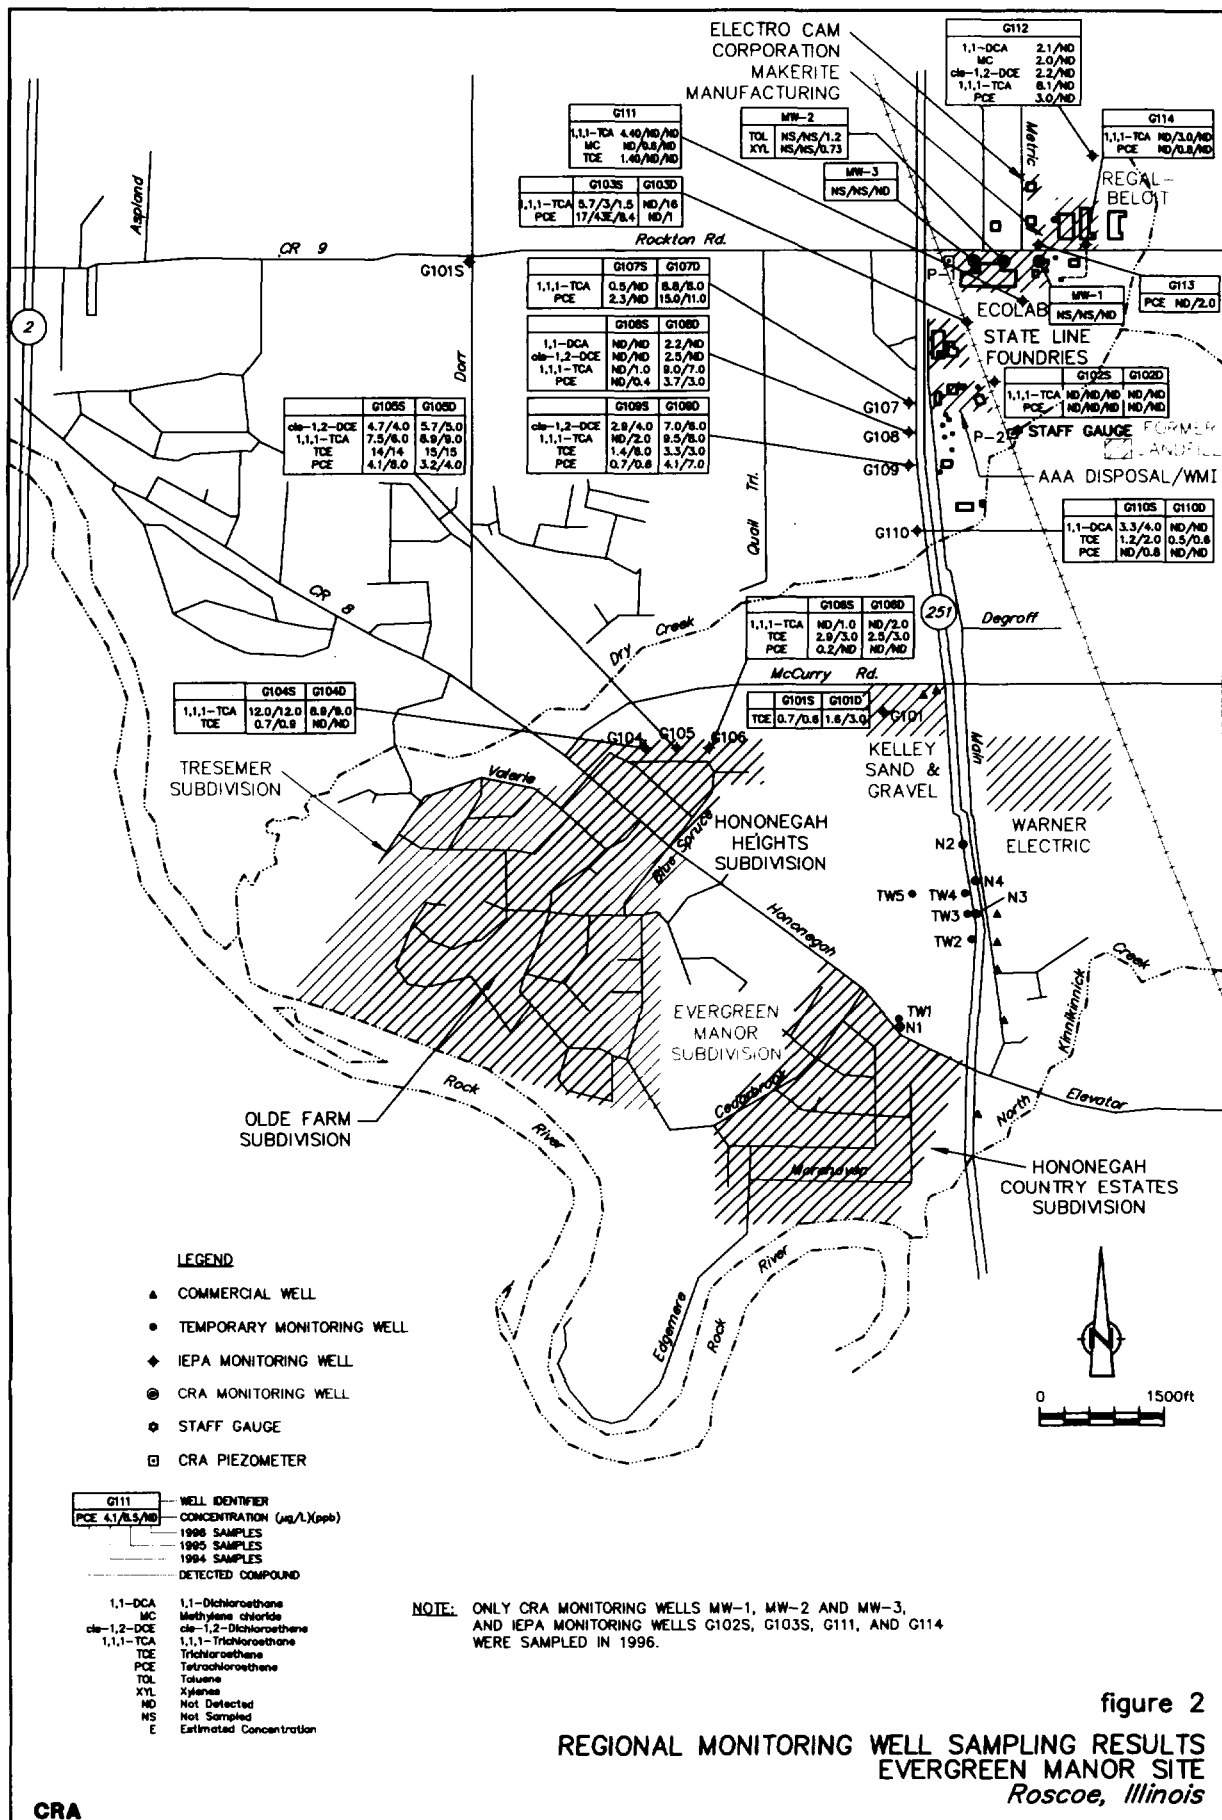 ELECTRO CAM
CORPORATION
MAKERITE
MANUFACTURING
G112
1,1-DCA 2.1/ND
MC 2.0/ND
cis-1,2-DCE 2.2/ND
1,1,1-TCA 8.1/ND
PCE 3.0/ND
G111
1,1,1-TCA 4.40/ND/ND
MC ND/0.6/ND
TCE 1.40/ND/ND
MW-2
TOL NS/NS/1.2
XYL NS/NS/0.73
Metric
G114
1,1,1-TCA ND/3.0/ND
PCE ND/0.8/ND
MW-3
NS/NS/ND
REGAL-
BELOIT
Aspland
G103S G103D
1,1,1-TCA 5.7/3/1.5 ND/16
PCE 17/43E/8.4 ND/1
CR 9
Rockton Rd.
G101S
P-
G107S G107D
1,1,1-TCA 0.5/ND 8.8/8.0
PCE 2.3/ND 15.0/11.0
G113
PCE ND/2.0
MW-1
NS/NS/ND
ECOLAB
STATE LINE
FOUNDRIES
2
Dorr
G108S G108D
1,1-DCA ND/ND 2.2/ND
cis-1,2-DCE ND/ND 2.5/ND
1,1,1-TCA ND/1.0 9.0/7.0
PCE ND/0.4 3.7/3.0
G102S G102D
1,1,1-TCA ND/ND/ND ND/ND
PCE ND/ND/ND ND/ND
G105S G105D
cis-1,2-DCE 4.7/4.0 5.7/5.0
1,1,1-TCA 7.5/6.0 8.9/9.0
TCE 14/14 15/15
PCE 4.1/5.0 3.2/4.0
G109S G109D
cis-1,2-DCE 2.9/4.0 7.0/6.0
1,1,1-TCA ND/2.0 9.5/8.0
TCE 1.4/6.0 3.3/3.0
PCE 0.7/0.6 4.1/7.0
G107
G108
P-2
STAFF GAUGE
FORMER
LANDFILL
G109
AAA DISPOSAL/WMI
Quail Trl.
G110
G110S G110D
1,1-DCA 3.3/4.0 ND/ND
TCE 1.2/2.0 0.5/0.6
PCE ND/0.8 ND/ND
CR 8
Dry Creek
G106S G106D
1,1,1-TCA ND/1.0 ND/2.0
TCE 2.9/3.0 2.5/3.0
PCE 0.2/ND ND/ND
251
Degroff
McCurry Rd.
G104S G104D
1,1,1-TCA 12.0/12.0 8.9/9.0
TCE 0.7/0.9 ND/ND
G101S G101D
TCE 0.7/0.6 1.6/3.0
G101
G104
G105
G106
Main
KELLEY
SAND &
GRAVEL
TRESEMER
SUBDIVISION
Valerie
Blue Spruce
HONONEGAH
HEIGHTS
SUBDIVISION
WARNER
ELECTRIC
N2
N4
TW5
TW4
N3
TW3
TW2
Hononegah
Creek
Kinnikinnick
North
EVERGREEN
MANOR
SUBDIVISION
TW1
N1
Rock
River
Cedarbrook
Elevator
OLDE FARM
SUBDIVISION
Morehaven
HONONEGAH
COUNTRY ESTATES
SUBDIVISION
Edgemere
Rock
River
LEGEND
COMMERCIAL WELL
TEMPORARY MONITORING WELL
IEPA MONITORING WELL
CRA MONITORING WELL
STAFF GAUGE
CRA PIEZOMETER
N
0 1500ft
G111
PCE 4.1/8.5/ND
WELL IDENTIFIER
CONCENTRATION (µg/L)(ppb)
1996 SAMPLES
1995 SAMPLES
1994 SAMPLES
DETECTED COMPOUND
1,1-DCA 1,1-Dichloroethane
MC Methylene chloride
cis-1,2-DCE cis-1,2-Dichloroethene
1,1,1-TCA 1,1,1-Trichloroethane
TCE Trichloroethene
PCE Tetrachloroethene
TOL Toluene
XYL Xylenes
ND Not Detected
NS Not Sampled
E Estimated Concentration
NOTE: ONLY CRA MONITORING WELLS MW-1, MW-2 AND MW-3,
AND IEPA MONITORING WELLS G102S, G103S, G111, AND G114
WERE SAMPLED IN 1996.
figure 2
REGIONAL MONITORING WELL SAMPLING RESULTS
EVERGREEN MANOR SITE
Roscoe, Illinois
CRA